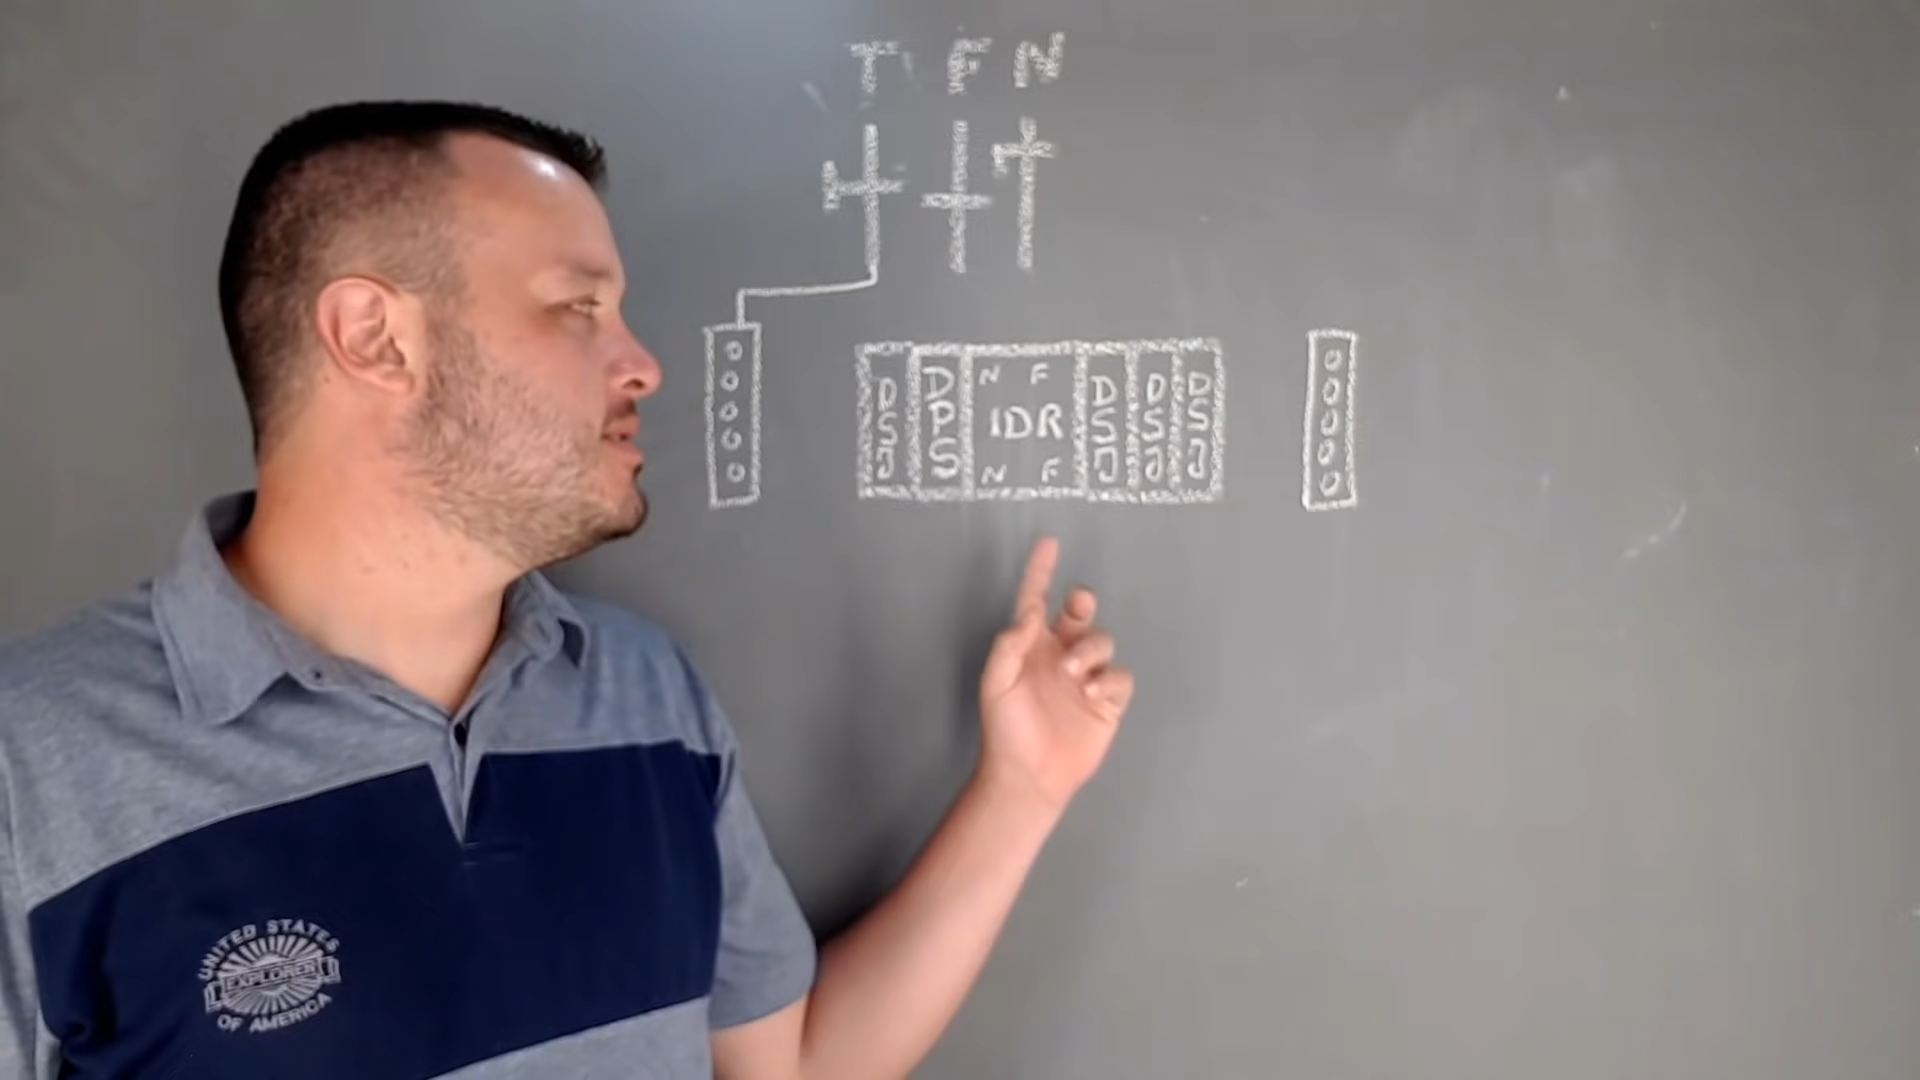 T F N
DSJ
DPS
N F
IDR
N F
DSJ
DSJ
DSJ
UNITED STATES
EXPLORER
OF AMERICA